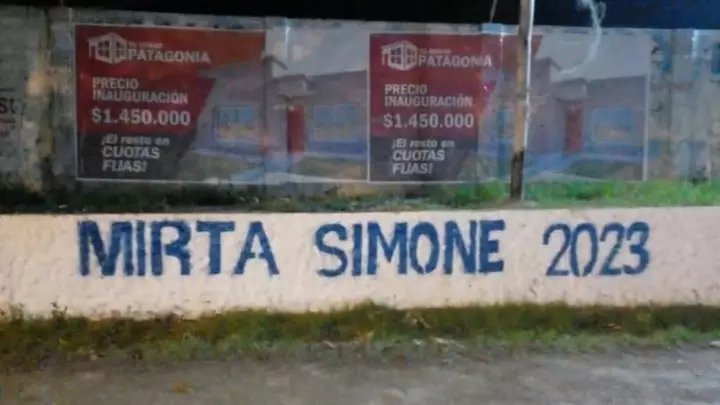 PATAGONIA
PRECIO
INAUGURACIÓN
$1.450.000
¡El resto en
CUOTAS
FIJAS!
PATAGONIA
PRECIO
INAUGURACIÓN
$1.450.000
¡El resto en
CUOTAS
FIJAS!
MIRTA SIMONE 2023